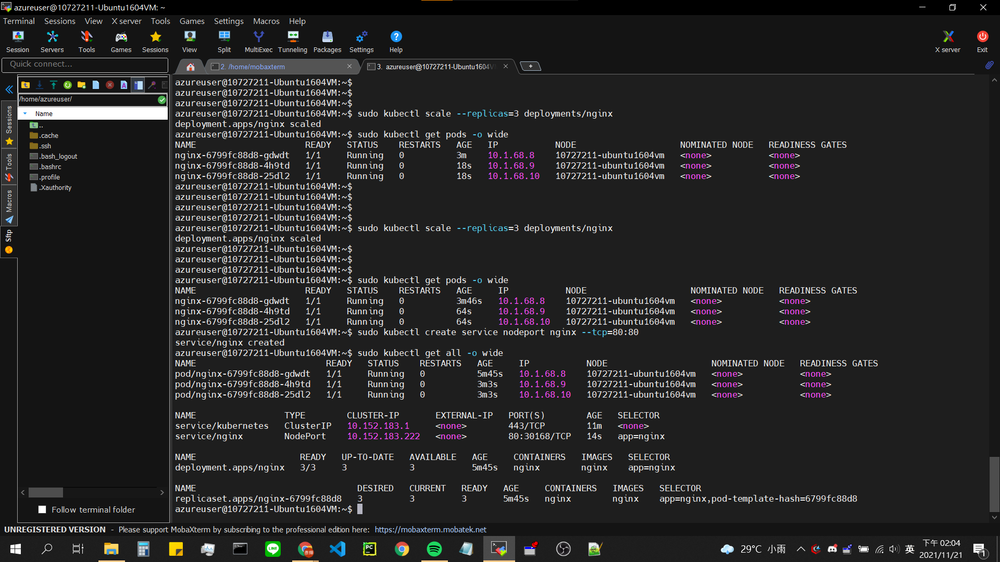 azureuser@10727211-Ubuntu1604VM: ~
Terminal Sessions View X server Tools Games Settings Macros Help
Session Servers Tools Games Sessions View Split MultiExec Tunneling Packages Settings Help X server Exit
Quick connect...
2. /home/mobaxterm
3. azureuser@10727211-Ubuntu1604VM
/home/azureuser/
Name
..
.cache
.ssh
.bash_logout
.bashrc
.profile
.Xauthority
Sessions
Tools
Macros
Sftp
Follow terminal folder
azureuser@10727211-Ubuntu1604VM:~$
azureuser@10727211-Ubuntu1604VM:~$
azureuser@10727211-Ubuntu1604VM:~$
azureuser@10727211-Ubuntu1604VM:~$ sudo kubectl scale --replicas=3 deployments/nginx
deployment.apps/nginx scaled
azureuser@10727211-Ubuntu1604VM:~$ sudo kubectl get pods -o wide
NAME READY STATUS RESTARTS AGE IP NODE NOMINATED NODE READINESS GATES
nginx-6799fc88d8-gdwdt 1/1 Running 0 3m 10.1.68.8 10727211-ubuntu1604vm <none> <none>
nginx-6799fc88d8-4h9td 1/1 Running 0 18s 10.1.68.9 10727211-ubuntu1604vm <none> <none>
nginx-6799fc88d8-25dl2 1/1 Running 0 18s 10.1.68.10 10727211-ubuntu1604vm <none> <none>
azureuser@10727211-Ubuntu1604VM:~$
azureuser@10727211-Ubuntu1604VM:~$
azureuser@10727211-Ubuntu1604VM:~$
azureuser@10727211-Ubuntu1604VM:~$
azureuser@10727211-Ubuntu1604VM:~$ sudo kubectl scale --replicas=3 deployments/nginx
deployment.apps/nginx scaled
azureuser@10727211-Ubuntu1604VM:~$
azureuser@10727211-Ubuntu1604VM:~$
azureuser@10727211-Ubuntu1604VM:~$
azureuser@10727211-Ubuntu1604VM:~$ sudo kubectl get pods -o wide
NAME READY STATUS RESTARTS AGE IP NODE NOMINATED NODE READINESS GATES
nginx-6799fc88d8-gdwdt 1/1 Running 0 3m46s 10.1.68.8 10727211-ubuntu1604vm <none> <none>
nginx-6799fc88d8-4h9td 1/1 Running 0 64s 10.1.68.9 10727211-ubuntu1604vm <none> <none>
nginx-6799fc88d8-25dl2 1/1 Running 0 64s 10.1.68.10 10727211-ubuntu1604vm <none> <none>
azureuser@10727211-Ubuntu1604VM:~$ sudo kubectl create service nodeport nginx --tcp=80:80
service/nginx created
azureuser@10727211-Ubuntu1604VM:~$ sudo kubectl get all -o wide
NAME READY STATUS RESTARTS AGE IP NODE NOMINATED NODE READINESS GATES
pod/nginx-6799fc88d8-gdwdt 1/1 Running 0 5m45s 10.1.68.8 10727211-ubuntu1604vm <none> <none>
pod/nginx-6799fc88d8-4h9td 1/1 Running 0 3m3s 10.1.68.9 10727211-ubuntu1604vm <none> <none>
pod/nginx-6799fc88d8-25dl2 1/1 Running 0 3m3s 10.1.68.10 10727211-ubuntu1604vm <none> <none>
NAME TYPE CLUSTER-IP EXTERNAL-IP PORT(S) AGE SELECTOR
service/kubernetes ClusterIP 10.152.183.1 <none> 443/TCP 11m <none>
service/nginx NodePort 10.152.183.222 <none> 80:30168/TCP 14s app=nginx
NAME READY UP-TO-DATE AVAILABLE AGE CONTAINERS IMAGES SELECTOR
deployment.apps/nginx 3/3 3 3 5m45s nginx nginx app=nginx
NAME DESIRED CURRENT READY AGE CONTAINERS IMAGES SELECTOR
replicaset.apps/nginx-6799fc88d8 3 3 3 5m45s nginx nginx app=nginx,pod-template-hash=6799fc88d8
azureuser@10727211-Ubuntu1604VM:~$
UNREGISTERED VERSION - Please support MobaXterm by subscribing to the professional edition here: https://mobaxterm.mobatek.net
29°C 小雨
英
下午 02:04
2021/11/21
1